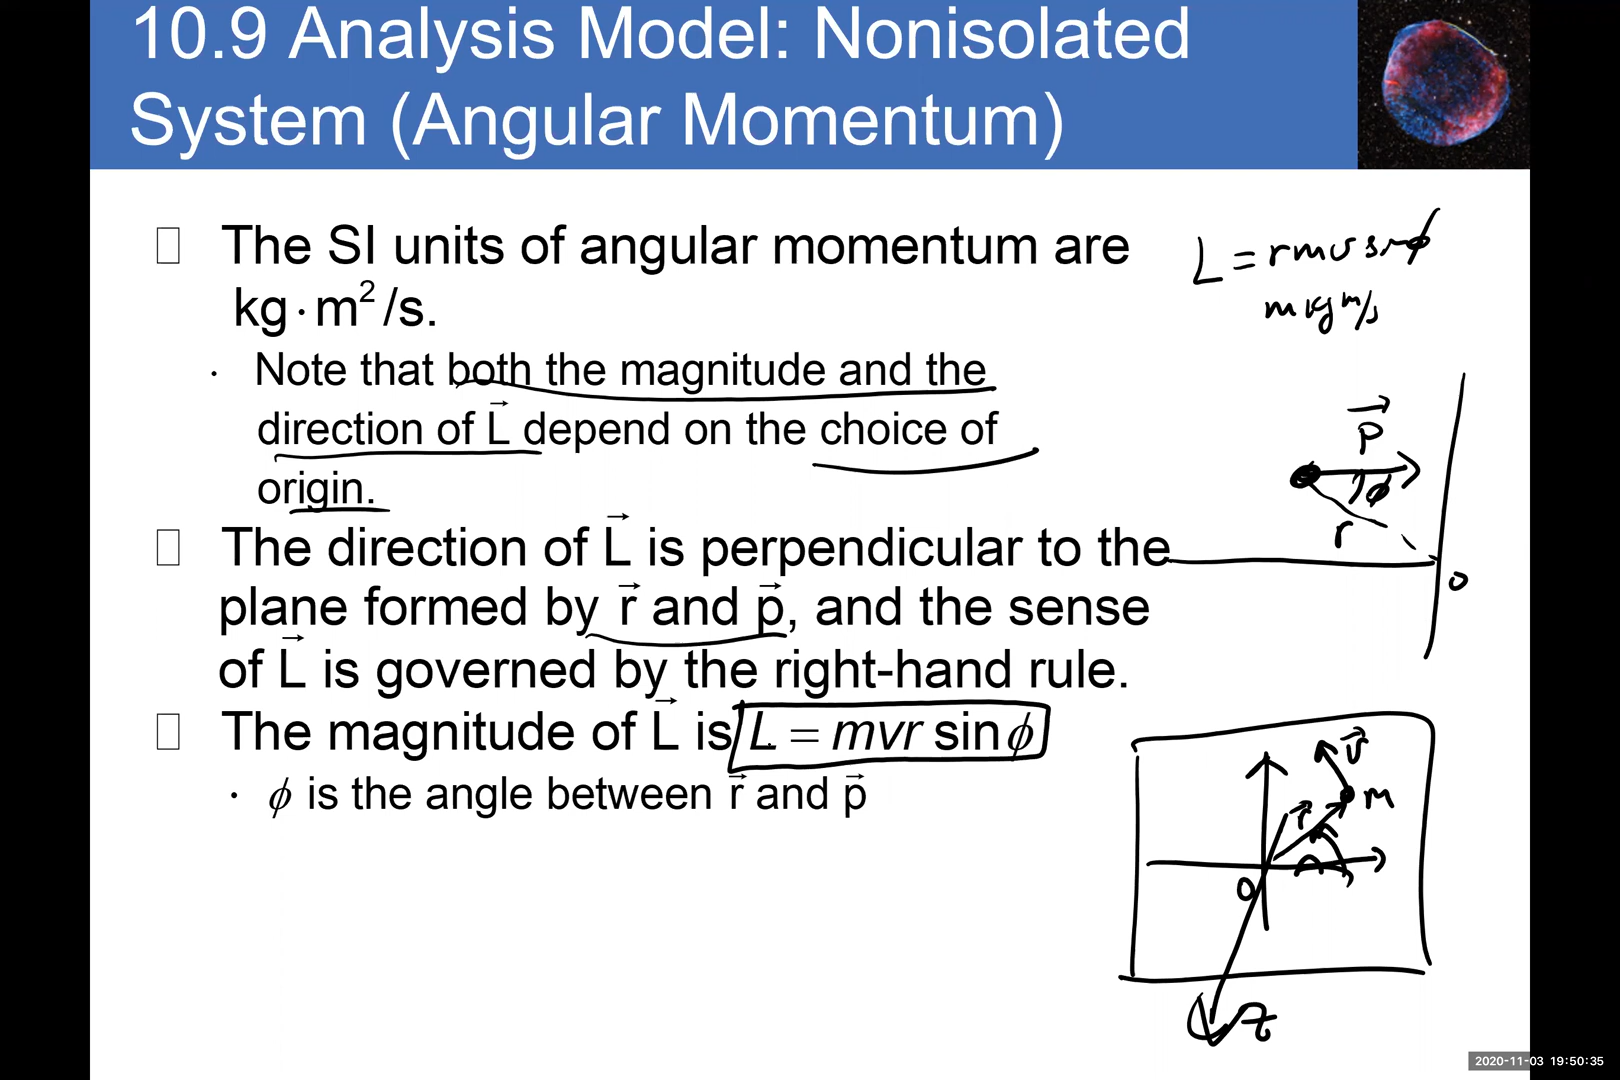 10.9 Analysis Model: Nonisolated
System (Angular Momentum)
The SI units of angular momentum are
kg·m²/s.
· Note that both the magnitude and the
direction of L⃗ depend on the choice of
origin.
The direction of L⃗ is perpendicular to the
plane formed by r⃗ and p⃗, and the sense
of L⃗ is governed by the right-hand rule.
The magnitude of L⃗ is L = mvr sin ϕ
· ϕ is the angle between r⃗ and p⃗
L = rmv sin ϕ
m kg m/s
p⃗
ϕ
r
O
v⃗
m
r⃗
O
z
2020-11-03 19:50:35